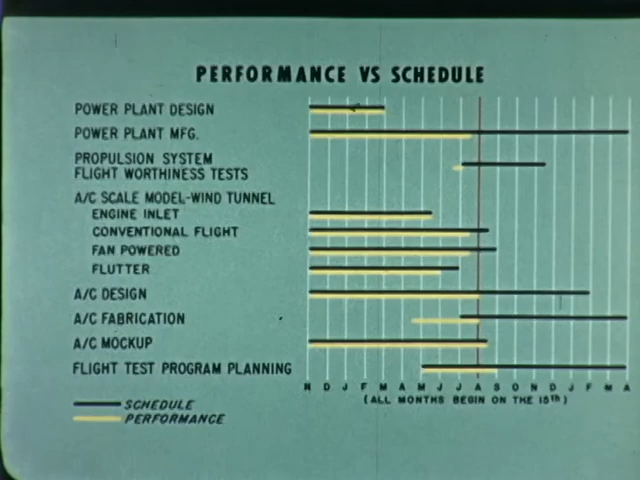 PERFORMANCE VS SCHEDULE
POWER PLANT DESIGN
POWER PLANT MFG.
PROPULSION SYSTEM
FLIGHT WORTHINESS TESTS
A/C SCALE MODEL-WIND TUNNEL
ENGINE INLET
CONVENTIONAL FLIGHT
FAN POWERED
FLUTTER
A/C DESIGN
A/C FABRICATION
A/C MOCKUP
FLIGHT TEST PROGRAM PLANNING
N D J F M A M J J A S O N D J F M A
(ALL MONTHS BEGIN ON THE 15TH)
SCHEDULE
PERFORMANCE